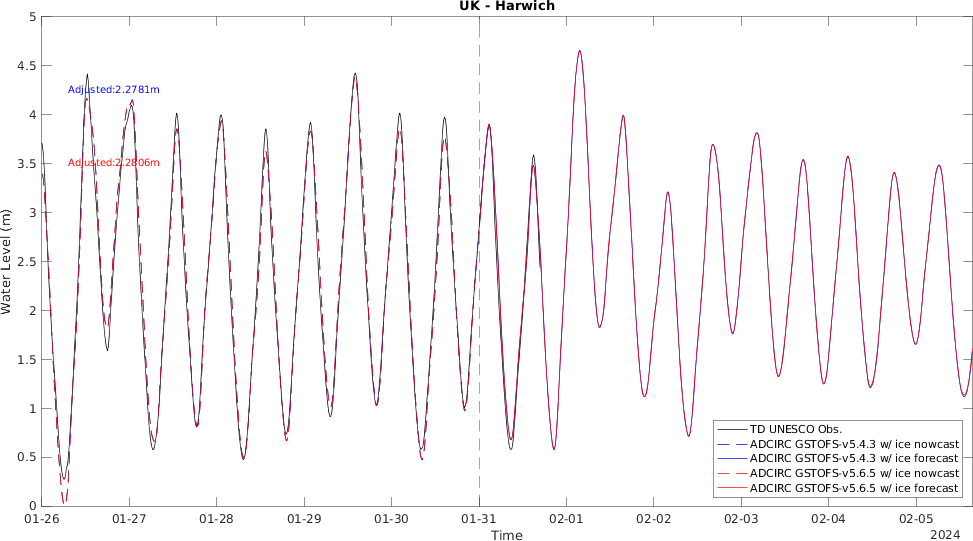 UK - Harwich
5
4.5
4
3.5
3
2.5
2
1.5
1
0.5
0
Water Level (m)
Adjusted:2.2781m
Adjusted:2.2806m
TD UNESCO Obs.
ADCIRC GSTOFS-v5.4.3 w/ ice nowcast
ADCIRC GSTOFS-v5.4.3 w/ ice forecast
ADCIRC GSTOFS-v5.6.5 w/ ice nowcast
ADCIRC GSTOFS-v5.6.5 w/ ice forecast
01-26 01-27 01-28 01-29 01-30 01-31 02-01 02-02 02-03 02-04 02-05
Time
2024